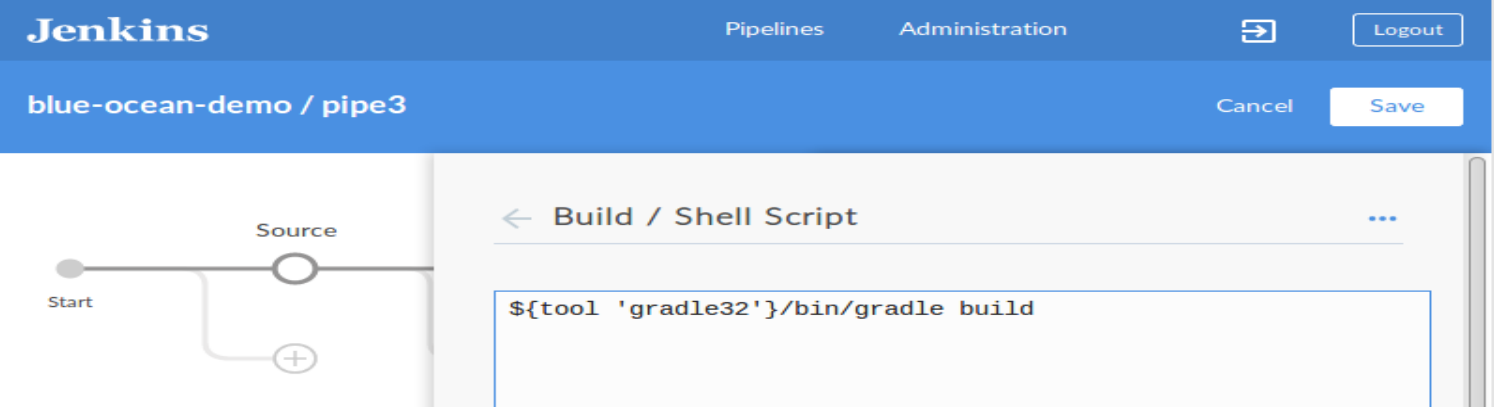 Jenkins Pipelines Administration Logout
blue-ocean-demo / pipe3 Cancel Save
Build / Shell Script
Source
Start
${tool 'gradle32'}/bin/gradle build